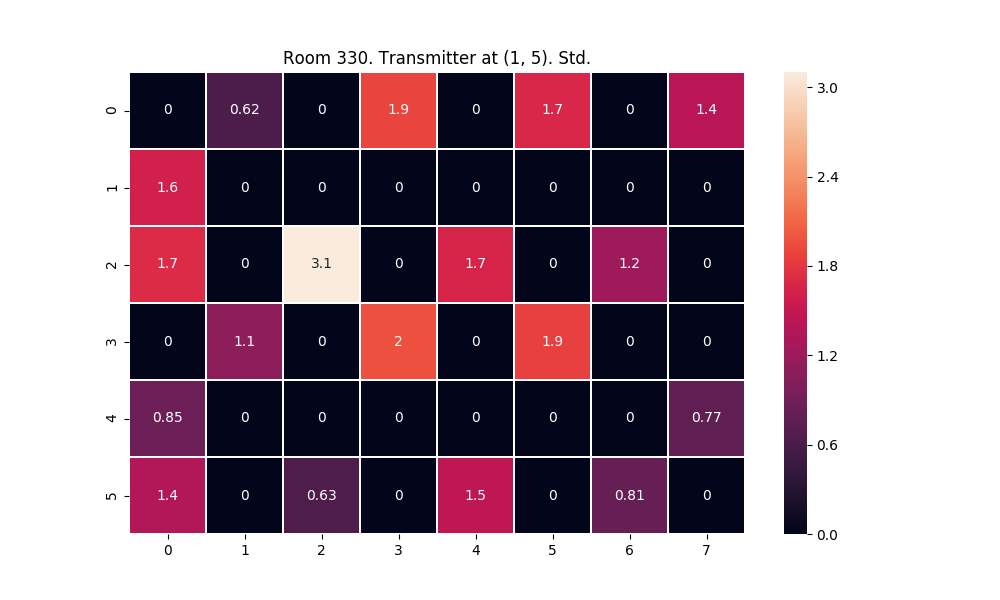 Room 330. Transmitter at (1, 5). Std.
0 0 0.62 0 1.9 0 1.7 0 1.4
1 1.6 0 0 0 0 0 0 0
2 1.7 0 3.1 0 1.7 0 1.2 0
3 0 1.1 0 2 0 1.9 0 0
4 0.85 0 0 0 0 0 0 0.77
5 1.4 0 0.63 0 1.5 0 0.81 0
0 1 2 3 4 5 6 7
3.0
2.4
1.8
1.2
0.6
0.0